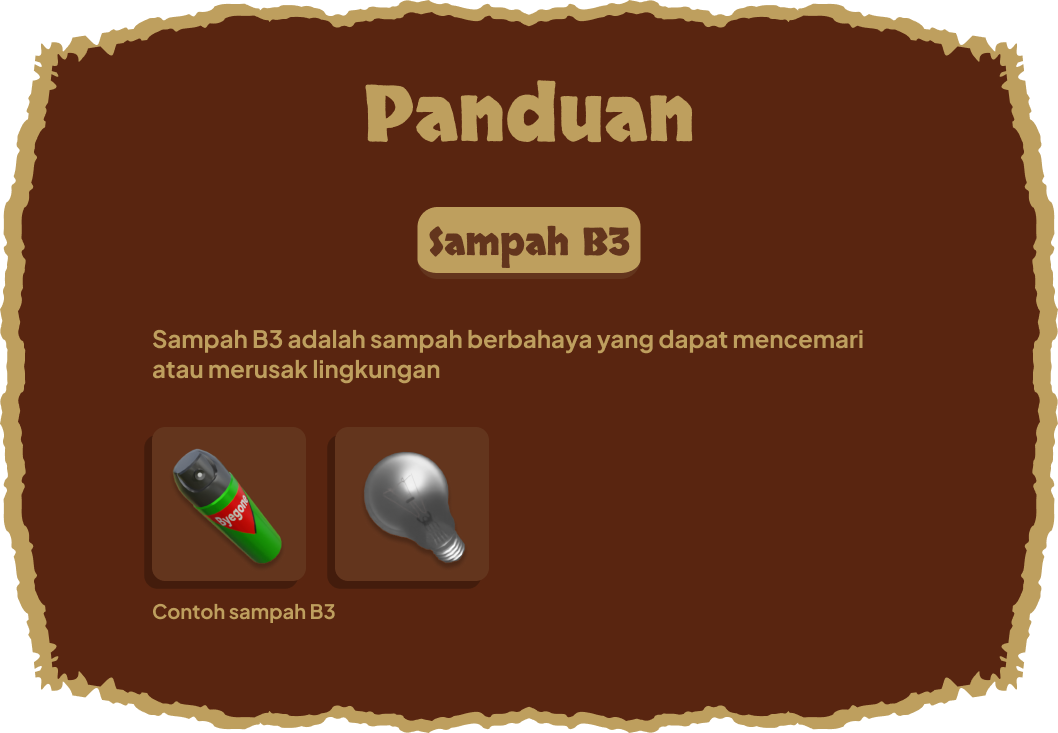 Panduan
Sampah B3
Sampah B3 adalah sampah berbahaya yang dapat mencemari
atau merusak lingkungan
Byegone
Contoh sampah B3